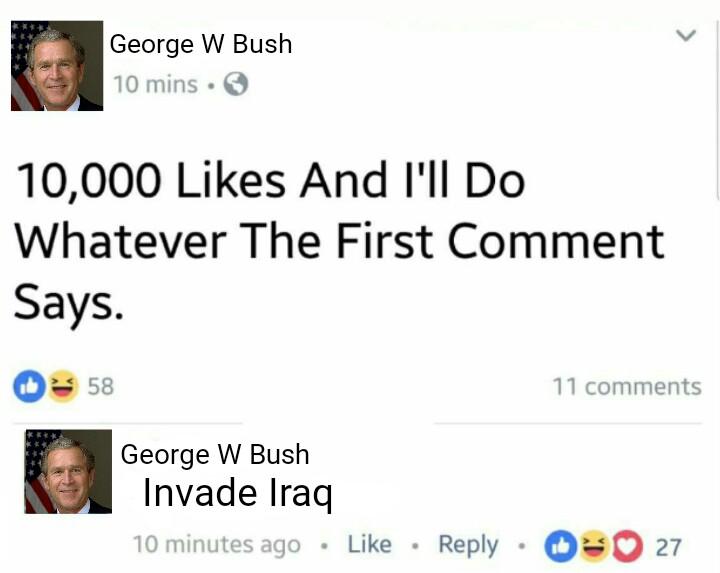 George W Bush
10 mins •
10,000 Likes And I'll Do
Whatever The First Comment
Says.
58 11 comments
George W Bush
Invade Iraq
10 minutes ago • Like • Reply • 27